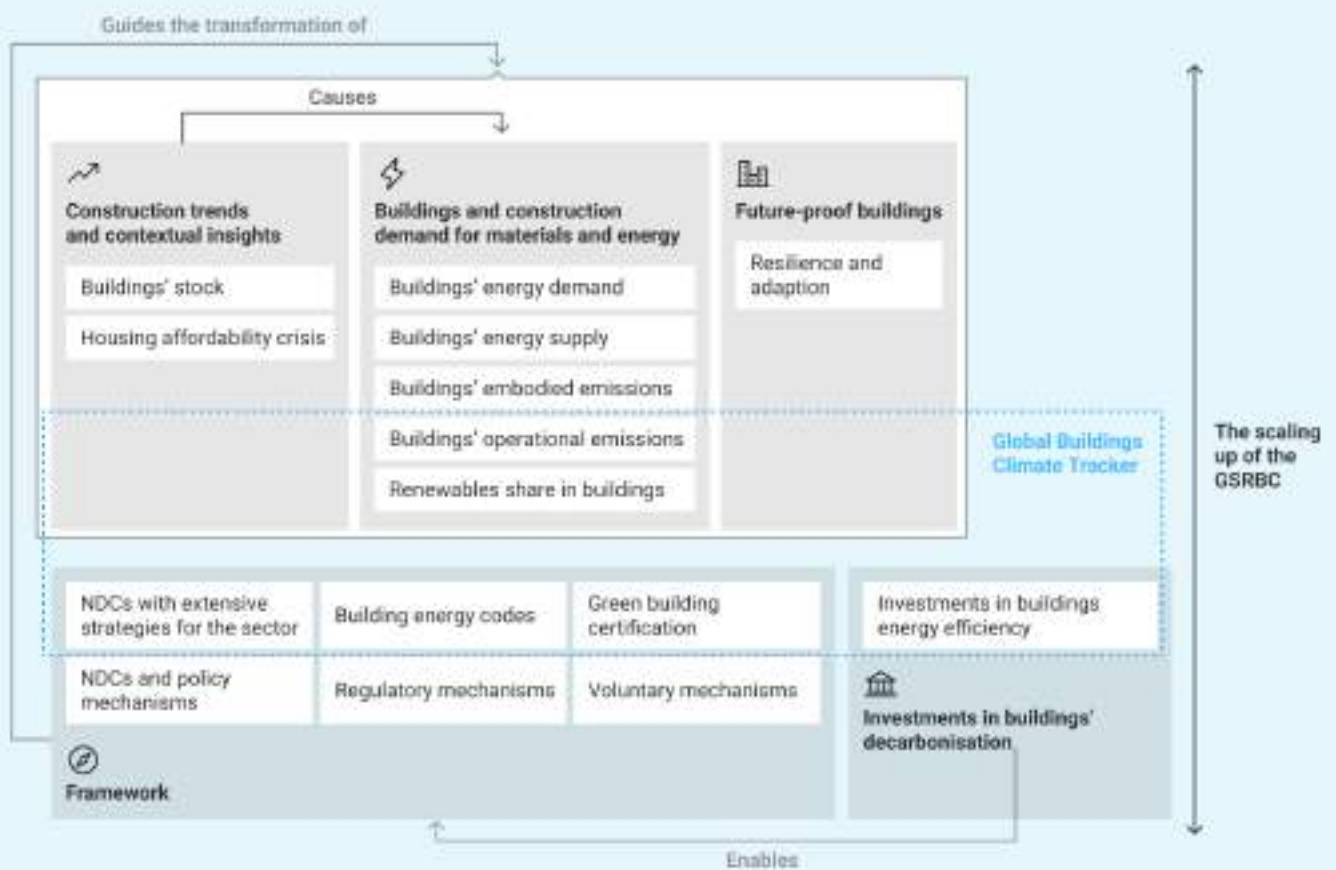 Guides the transformation of
Causes
Construction trends
and contextual insights
Buildings' stock
Housing affordability crisis
Buildings and construction
demand for materials and energy
Buildings' energy demand
Buildings' energy supply
Buildings' embodied emissions
Buildings' operational emissions
Renewables share in buildings
Future-proof buildings
Resilience and
adaption
Global Buildings
Climate Tracker
The scaling
up of the
GSRBC
NDCs with extensive
strategies for the sector
Building energy codes
Green building
certification
Investments in buildings
energy efficiency
NDCs and policy
mechanisms
Regulatory mechanisms
Voluntary mechanisms
Framework
Investments in buildings'
decarbonisation
Enables